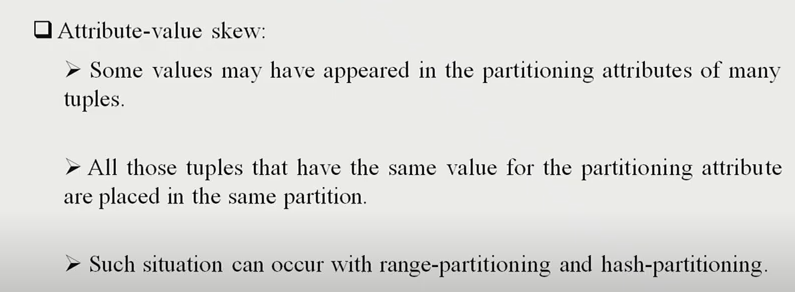 ❑ Attribute-value skew:
➢ Some values may have appeared in the partitioning attributes of many
tuples.
➢ All those tuples that have the same value for the partitioning attribute
are placed in the same partition.
➢ Such situation can occur with range-partitioning and hash-partitioning.